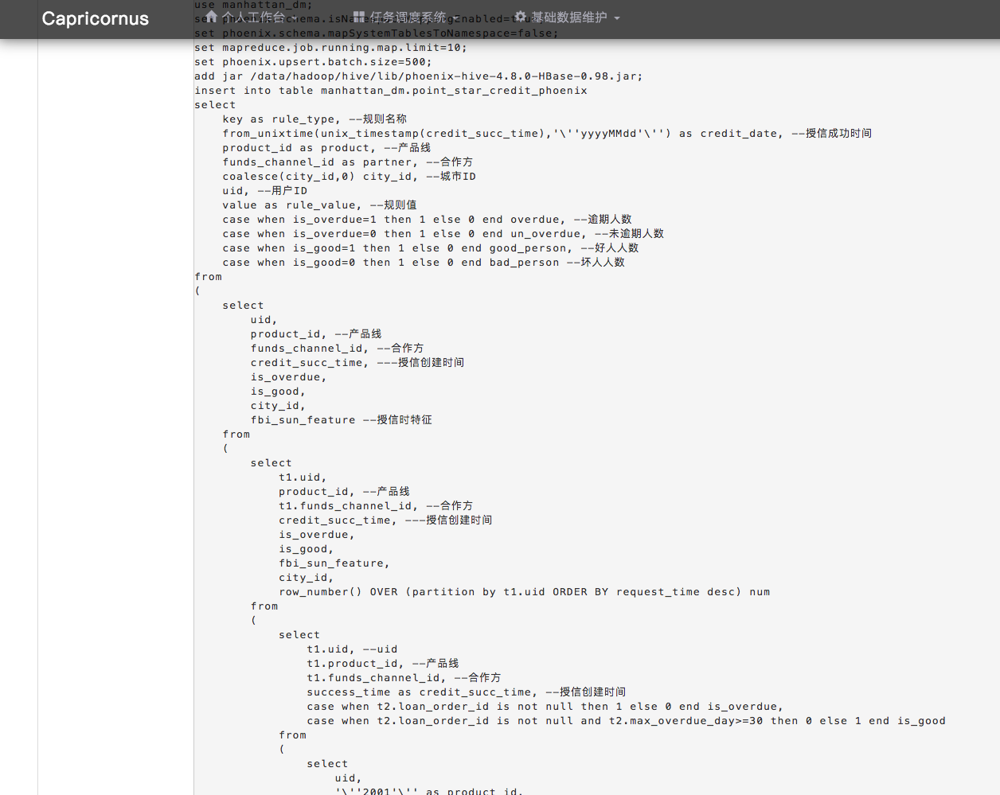 use manhattan_dm;
Capricornus 个人工作台 任务调度系统 基础数据维护
set phoenix.schema.isNamespaceMappingEnabled=true;
set phoenix.schema.mapSystemTablesToNamespace=false;
set mapreduce.job.running.map.limit=10;
set phoenix.upsert.batch.size=500;
add jar /data/hadoop/hive/lib/phoenix-hive-4.8.0-HBase-0.98.jar;
insert into table manhattan_dm.point_star_credit_phoenix
select
key as rule_type, --规则名称
from_unixtime(unix_timestamp(credit_succ_time),'\''yyyyMMdd'\'') as credit_date, --授信成功时间
product_id as product, --产品线
funds_channel_id as partner, --合作方
coalesce(city_id,0) city_id, --城市ID
uid, --用户ID
value as rule_value, --规则值
case when is_overdue=1 then 1 else 0 end overdue, --逾期人数
case when is_overdue=0 then 1 else 0 end un_overdue, --未逾期人数
case when is_good=1 then 1 else 0 end good_person, --好人人数
case when is_good=0 then 1 else 0 end bad_person --坏人人数
from
(
select
uid,
product_id, --产品线
funds_channel_id, --合作方
credit_succ_time, ---授信创建时间
is_overdue,
is_good,
city_id,
fbi_sun_feature --授信时特征
from
(
select
t1.uid,
product_id, --产品线
t1.funds_channel_id, --合作方
credit_succ_time, ---授信创建时间
is_overdue,
is_good,
fbi_sun_feature,
city_id,
row_number() OVER (partition by t1.uid ORDER BY request_time desc) num
from
(
select
t1.uid, --uid
t1.product_id, --产品线
t1.funds_channel_id, --合作方
success_time as credit_succ_time, --授信创建时间
case when t2.loan_order_id is not null then 1 else 0 end is_overdue,
case when t2.loan_order_id is not null and t2.max_overdue_day>=30 then 0 else 1 end is_good
from
(
select
uid,
'\''2001'\'' as product_id,